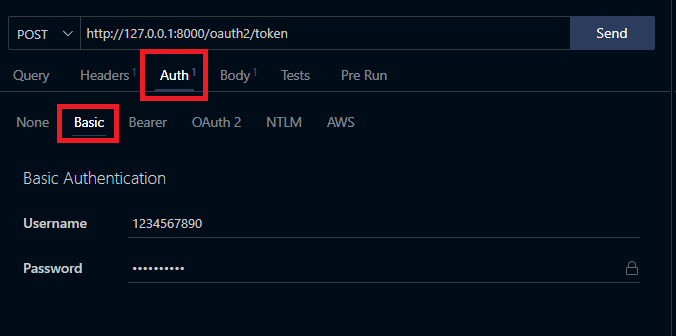 POST http://127.0.0.1:8000/oauth2/token Send
Query Headers 1 Auth 1 Body 1 Tests Pre Run
None Basic Bearer OAuth 2 NTLM AWS
Basic Authentication
Username 1234567890
Password ••••••••••